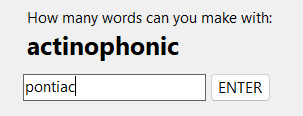 How many words can you make with:
actinophonic
pontiac ENTER